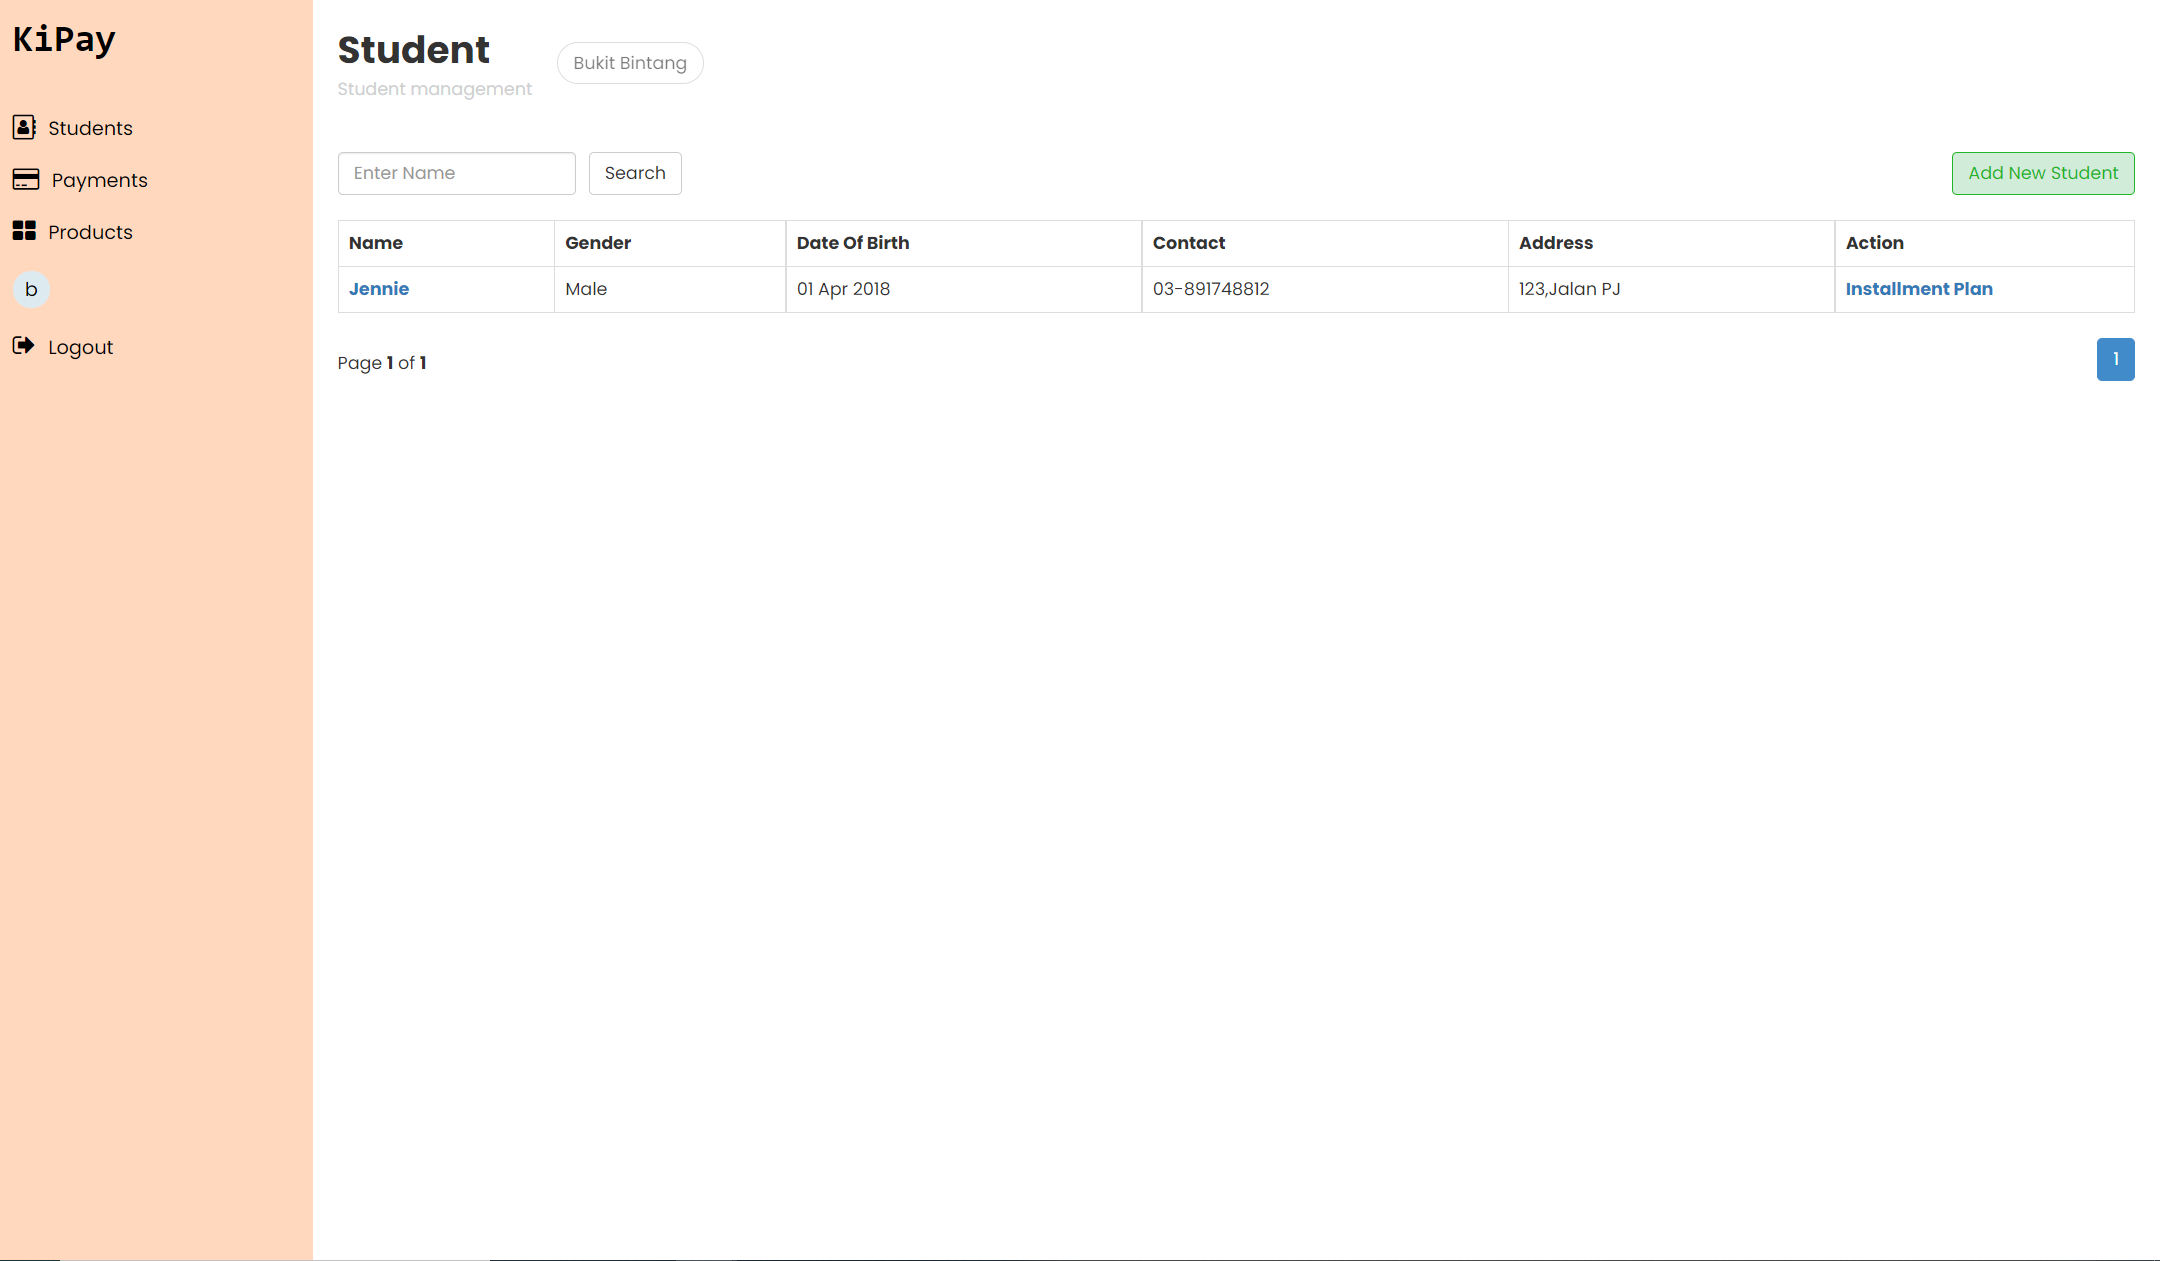 KiPay
Students
Payments
Products
b
Logout
Student
Student management
Bukit Bintang
Enter Name
Search
Add New Student
Name Gender Date Of Birth Contact Address Action
Jennie Male 01 Apr 2018 03-891748812 123,Jalan PJ Installment Plan
Page 1 of 1
1